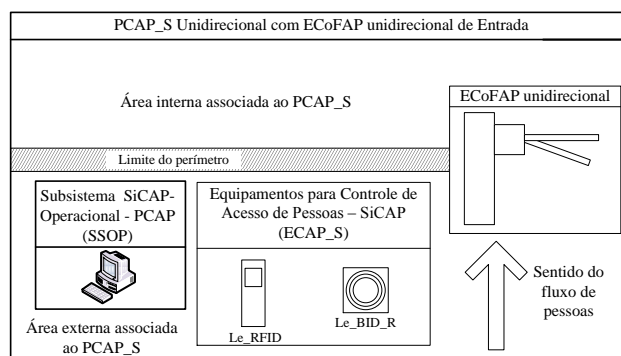 PCAP_S Unidirecional com ECoFAP unidirecional de Entrada
Área interna associada ao PCAP_S
ECoFAP unidirecional
Limite do perímetro
Subsistema SiCAP-
Operacional - PCAP
(SSOP)
Equipamentos para Controle de
Acesso de Pessoas – SiCAP
(ECAP_S)
Le_RFID
Le_BID_R
Área externa associada
ao PCAP_S
Sentido do
fluxo de
pessoas